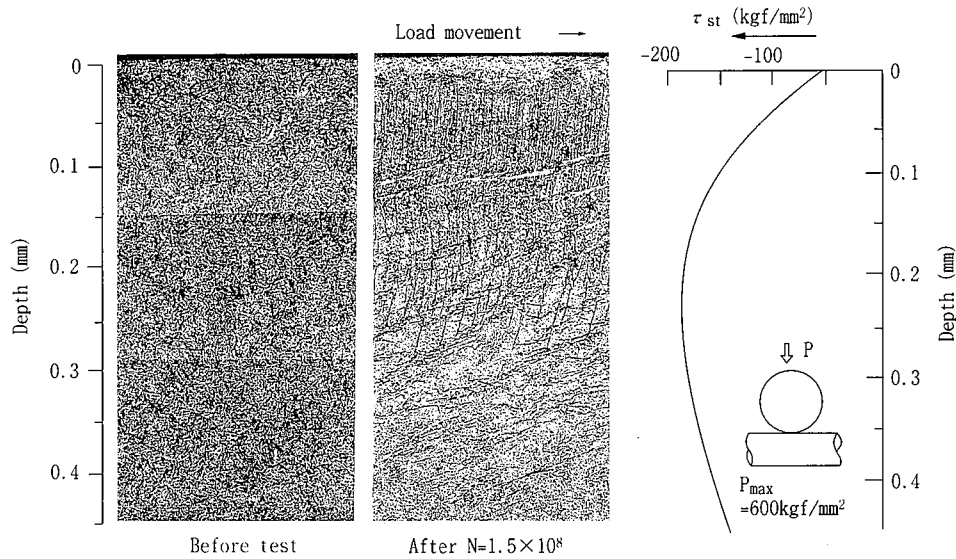 Load movement →
τst (kgf/mm²)
-200 -100 0
0
0.1
0.2
0.3
0.4
Depth (mm)
0
0.1
0.2
0.3
0.4
Depth (mm)
P
Pmax
=600kgf/mm²
Before test
After N=1.5×10⁸